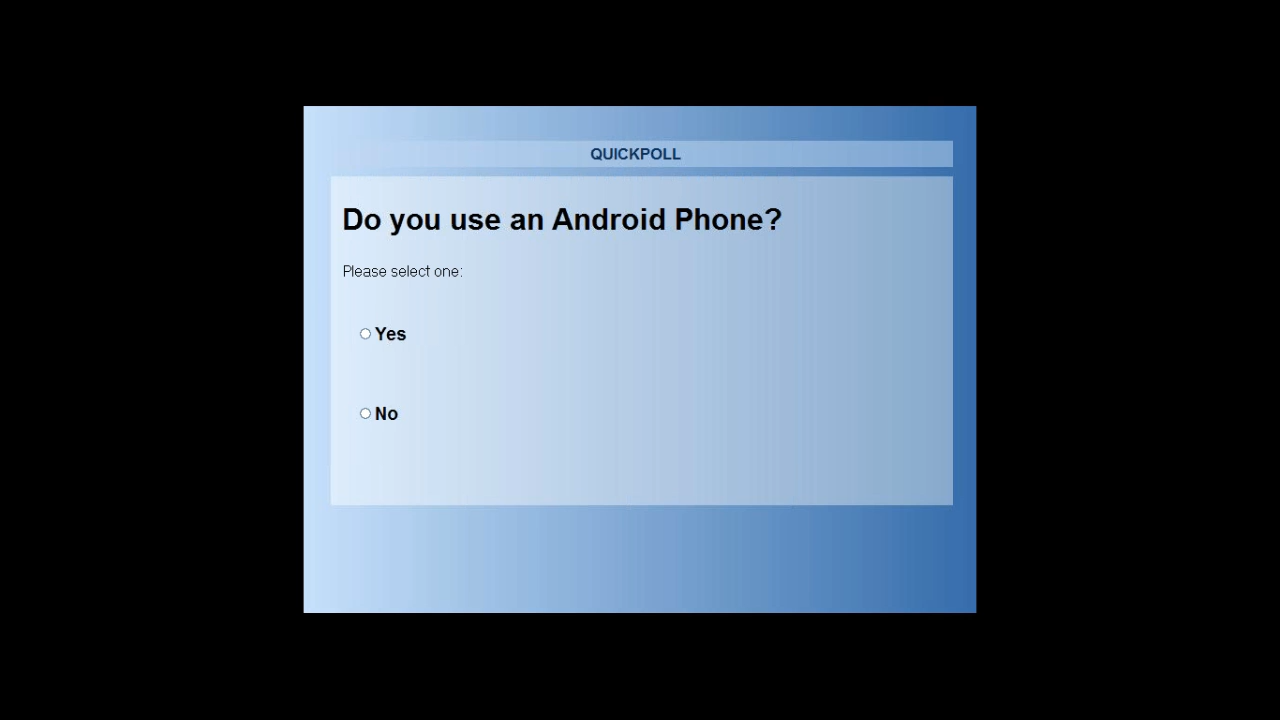 QUICKPOLL
Do you use an Android Phone?
Please select one:
Yes
No